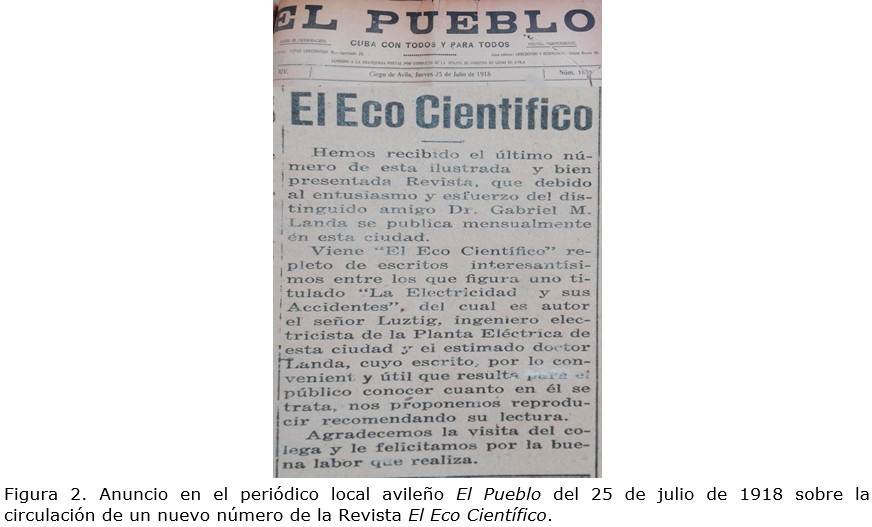 EL PUEBLO
CUBA CON TODOS Y PARA TODOS
Ciego de Avila, Jueves 25 de Julio de 1918
El Eco Cientifico
Hemos recibido el último nú-
mero de esta ilustrada y bien
presentada Revista, que debido
al entusiasmo y esfuerzo del dis-
tinguido amigo Dr. Gabriel M.
Landa se publica mensualmente
én esta ciudad.
Viene "El Eco Científico" re-
pleto de escritos interesantísi-
mos entre los que figura uno ti-
tulado "La Electricidad y sus
Accidentes", del cual es autor
el señor Luztig, ingeniero elec-
tricista de la Planta Eléctrica de
esta ciudad y el estimado doctor
Landa, cuyo escrito, por lo con-
venient y útil que resulta para el
público conocer cuanto en él se
trata, nos proponemos reprodu-
cir recomendando su lectura.
Agradecemos la visita del co-
lega y le felicitamos por la bue-
na labor que realiza.
Figura 2. Anuncio en el periódico local avileño El Pueblo del 25 de julio de 1918 sobre la
circulación de un nuevo número de la Revista El Eco Científico.